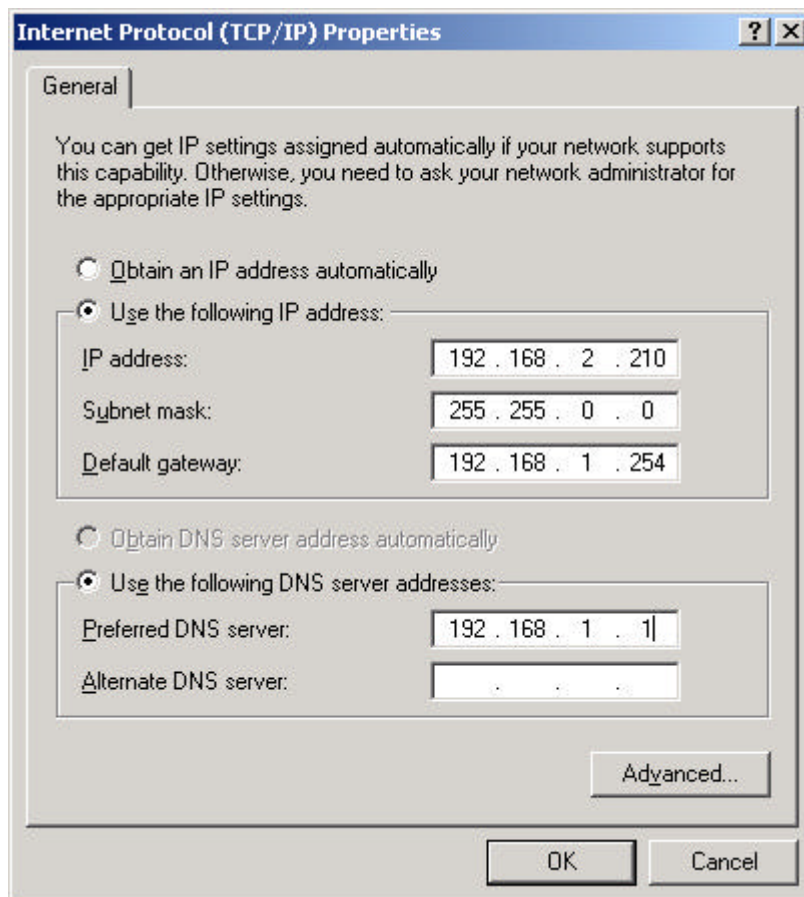 Internet Protocol (TCP/IP) Properties
General
You can get IP settings assigned automatically if your network supports
this capability. Otherwise, you need to ask your network administrator for
the appropriate IP settings.
Obtain an IP address automatically
Use the following IP address:
IP address: 192 . 168 . 2 . 210
Subnet mask: 255 . 255 . 0 . 0
Default gateway: 192 . 168 . 1 . 254
Obtain DNS server address automatically
Use the following DNS server addresses:
Preferred DNS server: 192 . 168 . 1 . 1
Alternate DNS server: . . .
Advanced...
OK Cancel